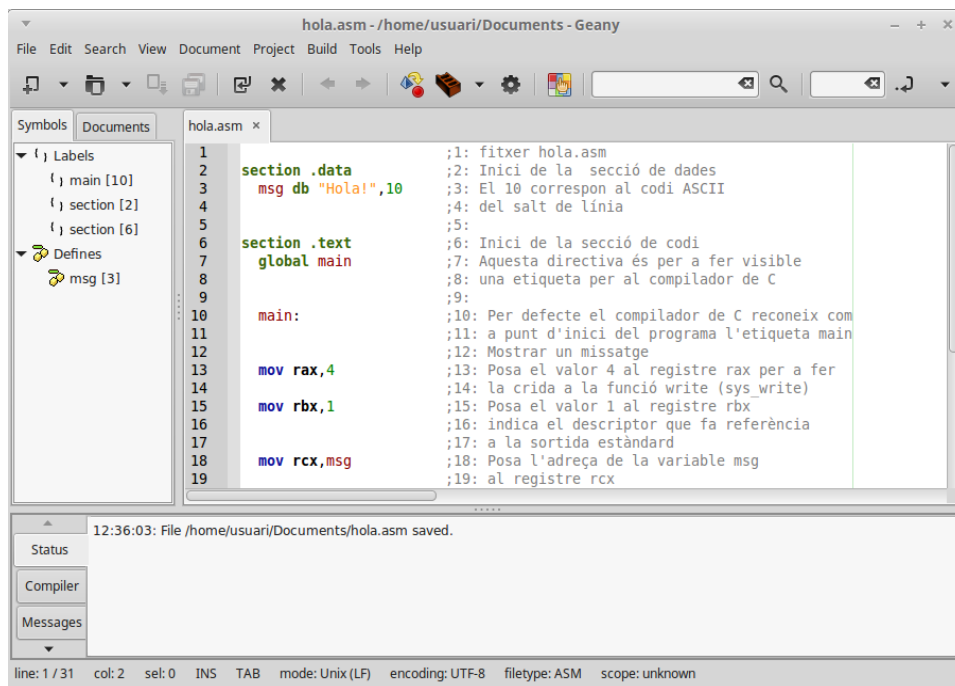 hola.asm - /home/usuari/Documents - Geany
File Edit Search View Document Project Build Tools Help
Symbols Documents
Labels
main [10]
section [2]
section [6]
Defines
msg [3]
hola.asm ×
1 ;1: fitxer hola.asm
2 section .data ;2: Inici de la  secció de dades
3 msg db "Hola!",10 ;3: El 10 correspon al codi ASCII
4 ;4: del salt de línia
5 ;5:
6 section .text ;6: Inici de la secció de codi
7 global main ;7: Aquesta directiva és per a fer visible
8 ;8: una etiqueta per al compilador de C
9 ;9:
10 main: ;10: Per defecte el compilador de C reconeix com
11 ;11: a punt d'inici del programa l'etiqueta main
12 ;12: Mostrar un missatge
13 mov rax,4 ;13: Posa el valor 4 al registre rax per a fer
14 ;14: la crida a la funció write (sys_write)
15 mov rbx,1 ;15: Posa el valor 1 al registre rbx
16 ;16: indica el descriptor que fa referència
17 ;17: a la sortida estàndard
18 mov rcx,msg ;18: Posa l'adreça de la variable msg
19 ;19: al registre rcx
Status
Compiler
Messages
12:36:03: File /home/usuari/Documents/hola.asm saved.
line: 1 / 31 col: 2 sel: 0 INS TAB mode: Unix (LF) encoding: UTF-8 filetype: ASM scope: unknown